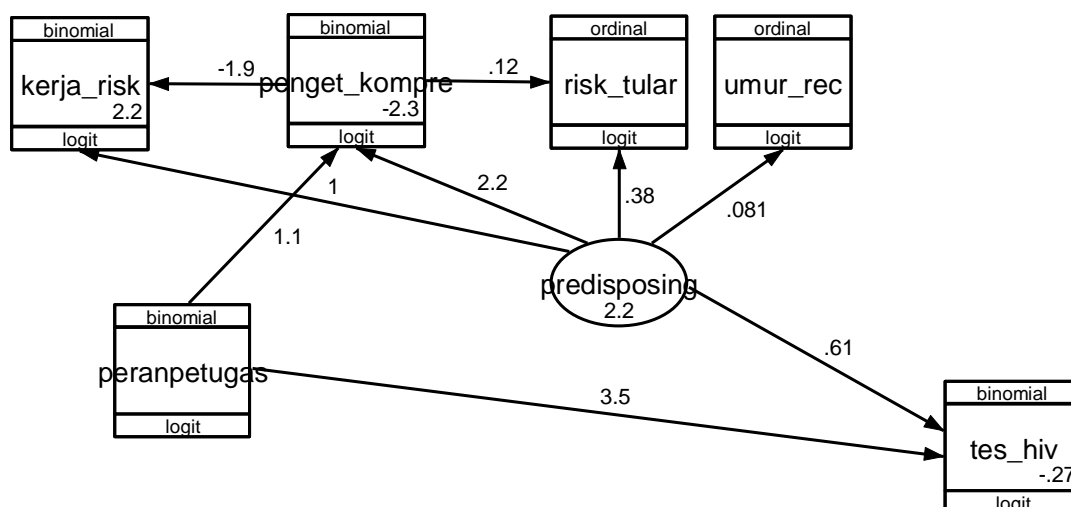 binomial
kerja_risk
2.2
logit
-1.9
binomial
penget_kompre
-2.3
logit
.12
ordinal
risk_tular
logit
ordinal
umur_rec
logit
1
2.2
.38
.081
1.1
predisposing
2.2
binomial
peranpetugas
logit
.61
3.5
binomial
tes_hiv
-.27
logit